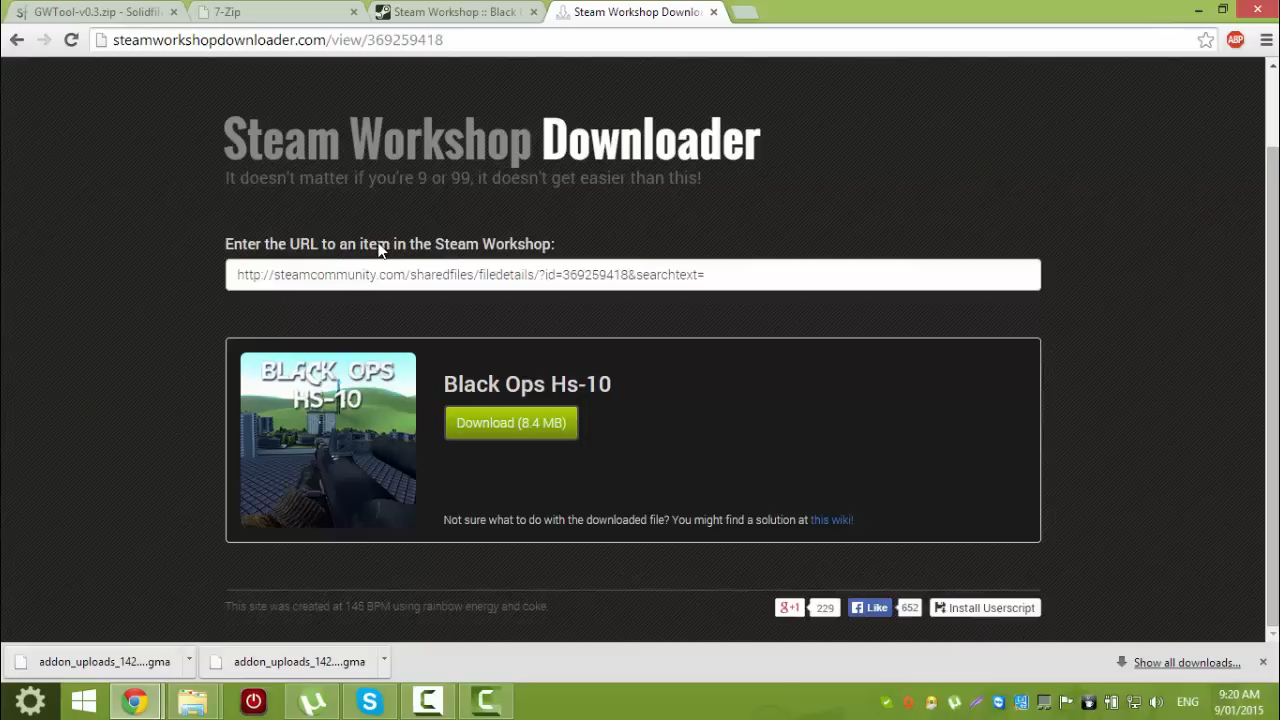 GWTool-v0.3.zip - Solidfil
7-Zip
Steam Workshop :: Black
Steam Workshop Downlo
steamworkshopdownloader.com/view/369259418
ABP
Steam Workshop Downloader
It doesn't matter if you're 9 or 99, it doesn't get easier than this!
Enter the URL to an item in the Steam Workshop:
http://steamcommunity.com/sharedfiles/filedetails/?id=369259418&searchtext=
BLACK OPS
HS-10
Black Ops Hs-10
Download (8.4 MB)
Not sure what to do with the downloaded file? You might find a solution at this wiki!
This site was created at 145 BPM using rainbow energy and coke.
g+1 229 Like 652 Install Userscript
addon_uploads_142....gma
addon_uploads_142....gma
Show all downloads...
ENG
9:20 AM
9/01/2015